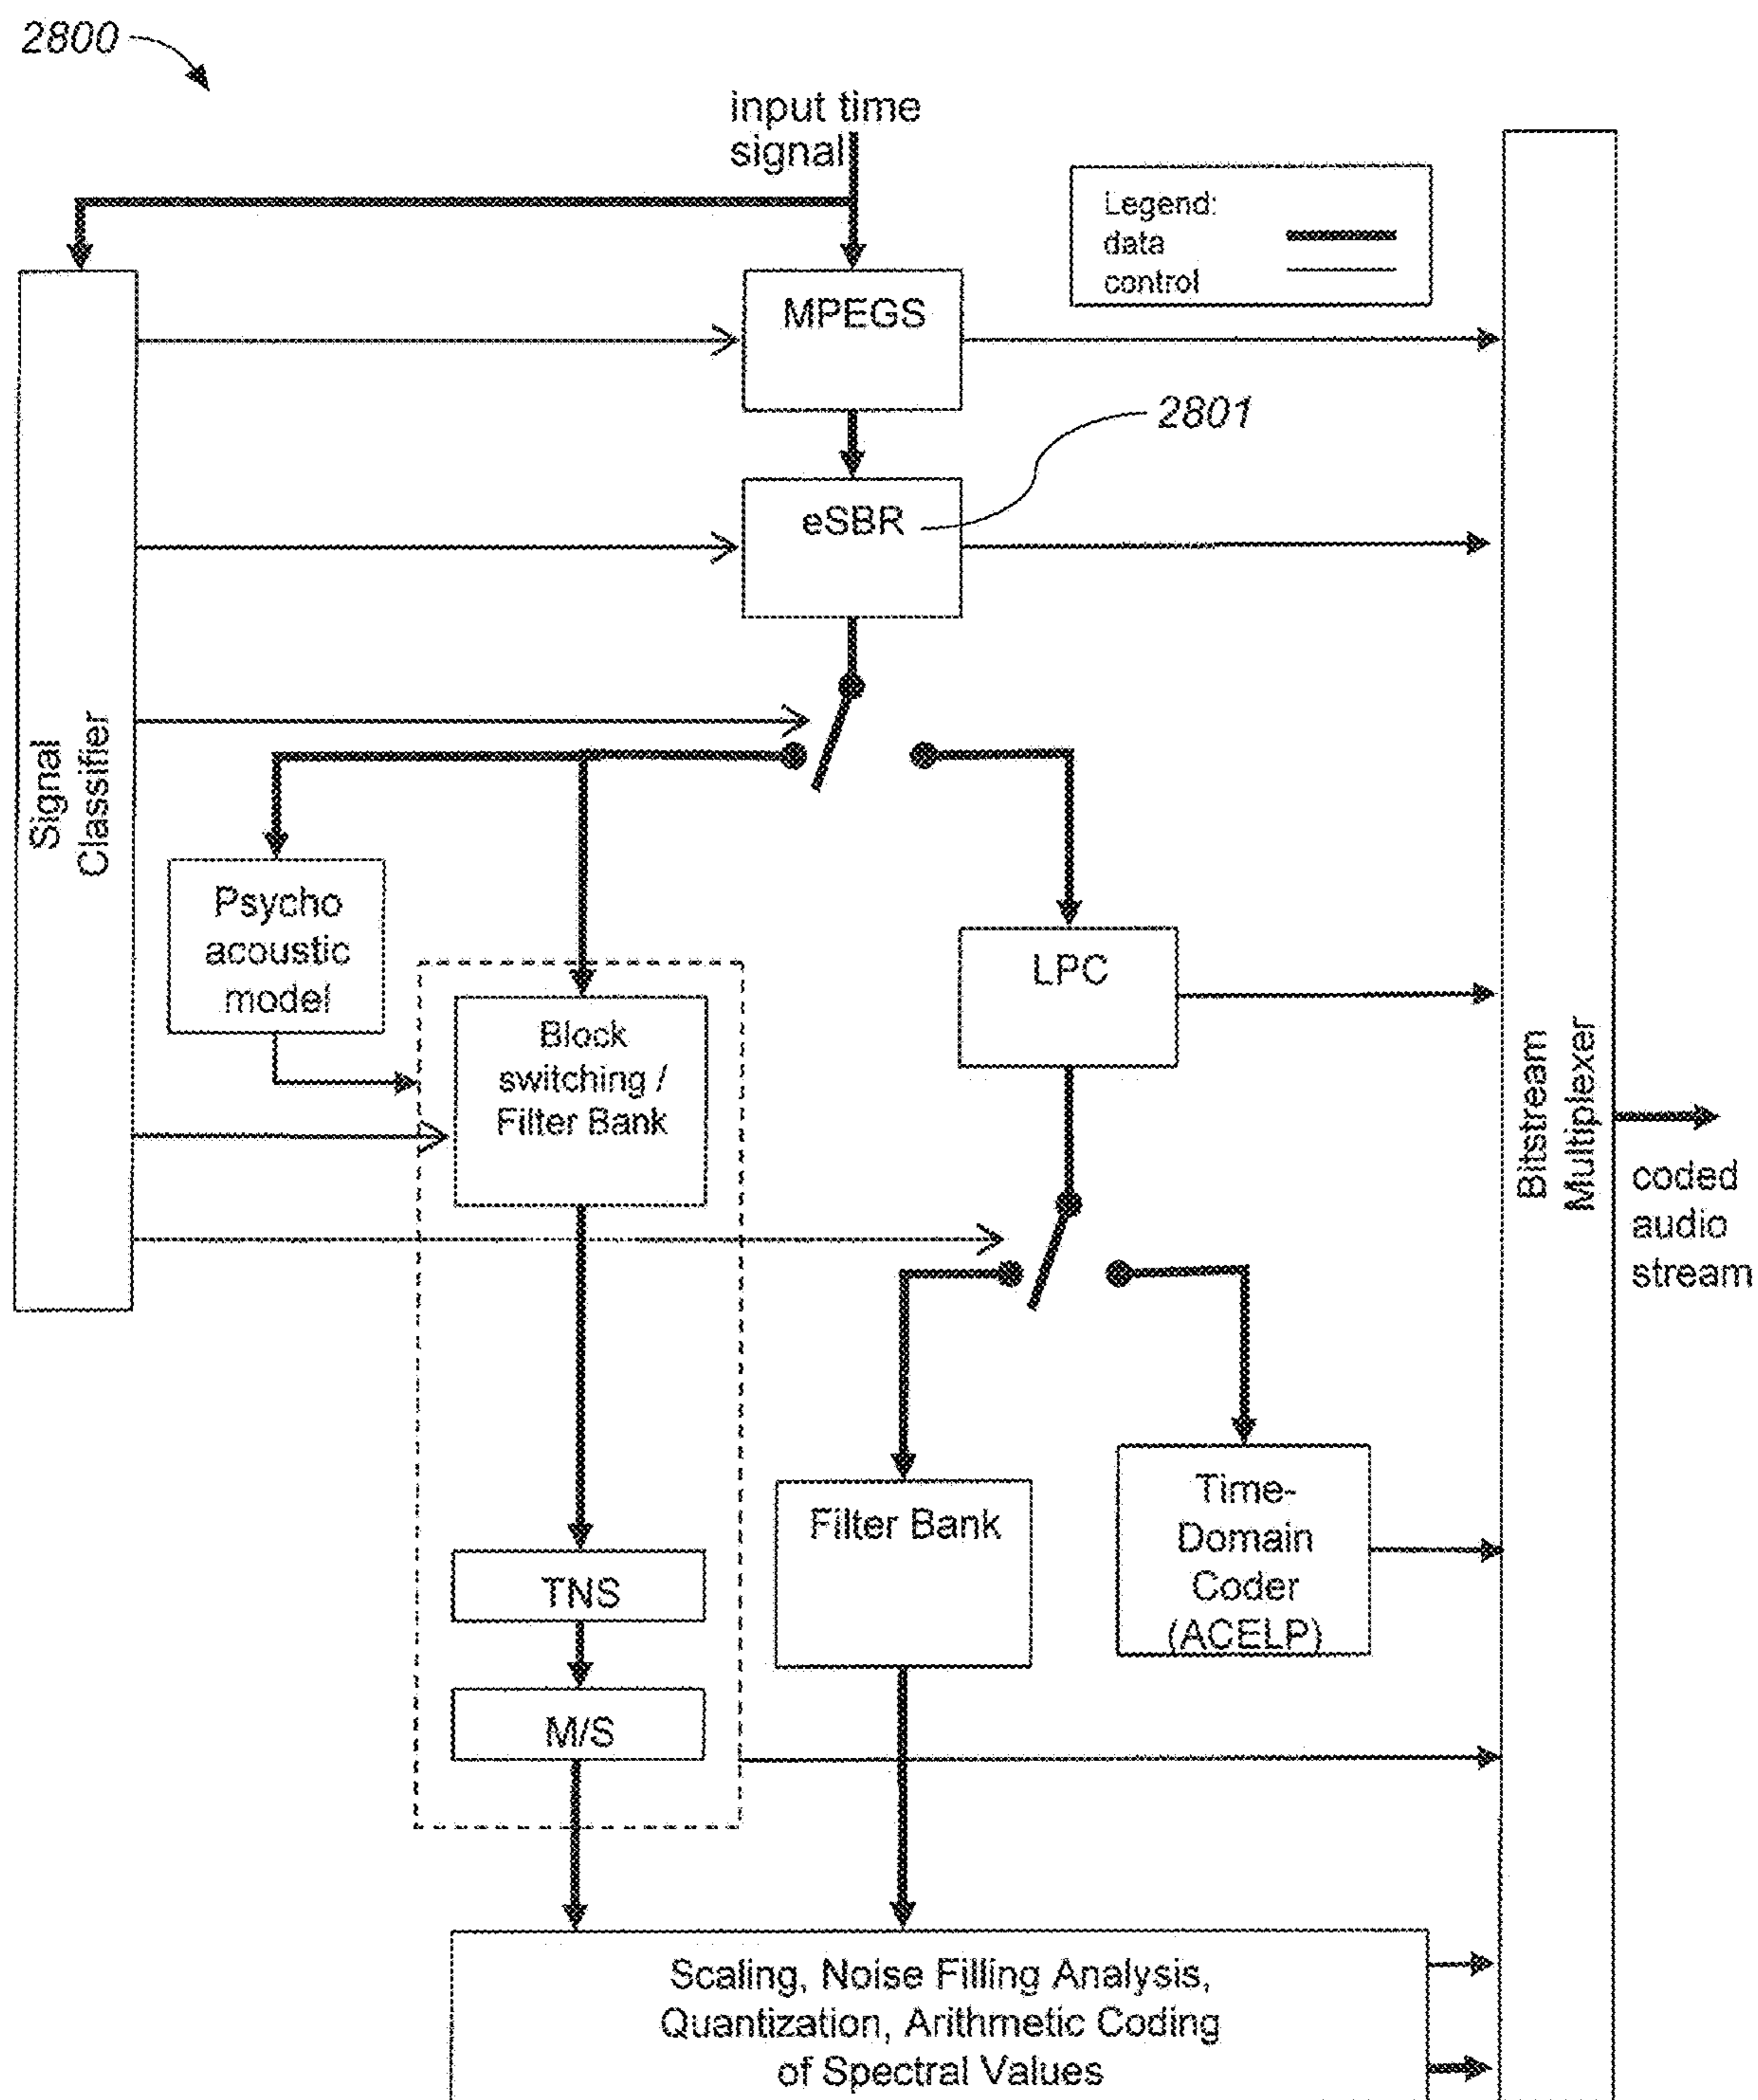 2800
input time
signal
Legend:
data
control
MPEGS
2801
eSBR
Signal
Classifier
Psycho
acoustic
model
LPC
Block
switching /
Filter Bank
Bitstream
Multiplexer
coded
audio
stream
Time-
Domain
Coder
(ACELP)
Filter Bank
TNS
M/S
Scaling, Noise Filling Analysis,
Quantization, Arithmetic Coding
of Spectral Values